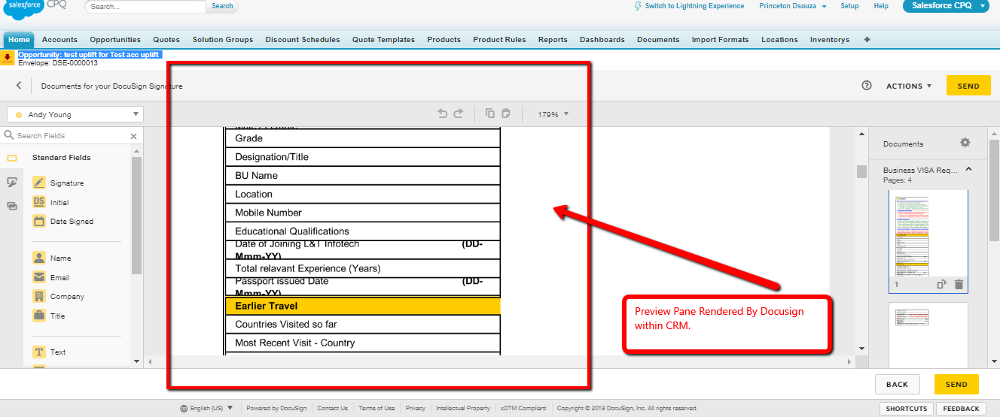 salesforce CPQ
Search...
Search
Switch to Lightning Experience
Princeton Dsouza
Setup
Help
Salesforce CPQ
Home Accounts Opportunities Quotes Solution Groups Discount Schedules Quote Templates Products Product Rules Reports Dashboards Documents Import Formats Locations Inventorys +
Opportunity: test uplift for Test acc uplift
Envelope: DSE-0000013
Documents for your DocuSign Signature
ACTIONS
SEND
Andy Young
179%
Search Fields
Standard Fields
Signature
DS Initial
Date Signed
Name
Email
Company
Title
T Text
Grade
Designation/Title
BU Name
Location
Mobile Number
Educational Qualifications
Date of Joining L&T Infotech (DD-
Mmm-YY)
Total relevant Experience (Years)
Passport issued Date (DD-
Mmm-YY)
Earlier Travel
Countries Visited so far
Most Recent Visit - Country
Preview Pane Rendered By Docusign
within CRM.
Documents
Business VISA Req...
Pages: 4
1
BACK
SEND
English (US) Powered by DocuSign Contact Us Terms of Use Privacy Intellectual Property xDTM Compliant Copyright © 2019 DocuSign, Inc. All rights reserved.
SHORTCUTS
FEEDBACK